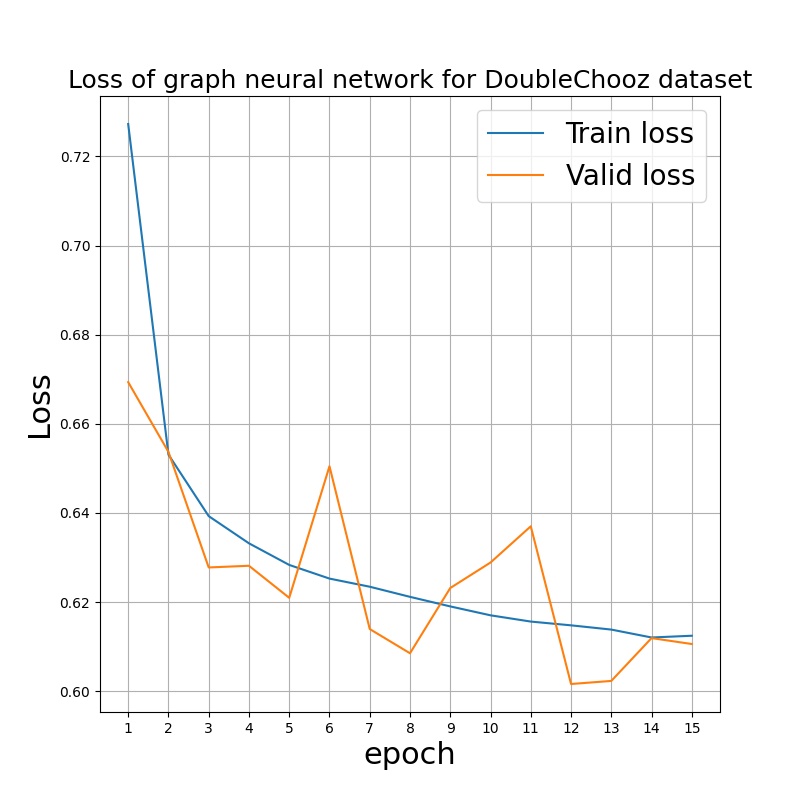 Loss of graph neural network for DoubleChooz dataset
Train loss
Valid loss
0.72
0.70
0.68
0.66
0.64
0.62
0.60
Loss
1 2 3 4 5 6 7 8 9 10 11 12 13 14 15
epoch